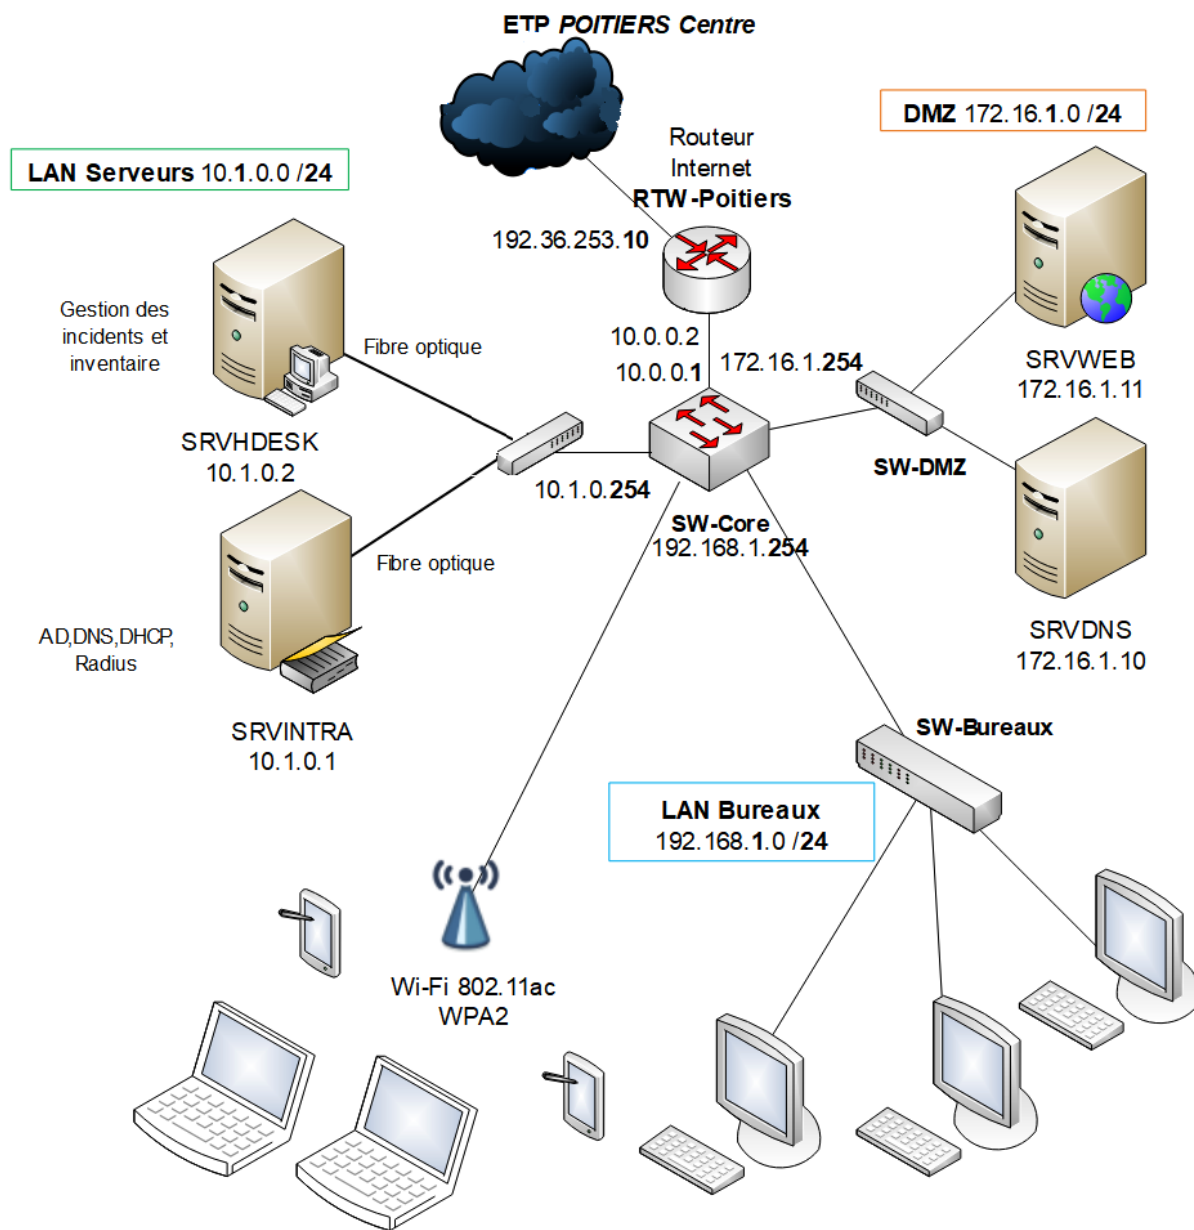 ETP POITIERS Centre
DMZ 172.16.1.0 /24
LAN Serveurs 10.1.0.0 /24
Routeur
Internet
RTW-Poitiers
192.36.253.10
Gestion des
incidents et
inventaire
Fibre optique
10.0.0.2
10.0.0.1
172.16.1.254
SRVWEB
172.16.1.11
SRVHDESK
10.1.0.2
10.1.0.254
SW-DMZ
SW-Core
192.168.1.254
Fibre optique
AD,DNS,DHCP,
Radius
SRVDNS
172.16.1.10
SRVINTRA
10.1.0.1
SW-Bureaux
LAN Bureaux
192.168.1.0 /24
Wi-Fi 802.11ac
WPA2